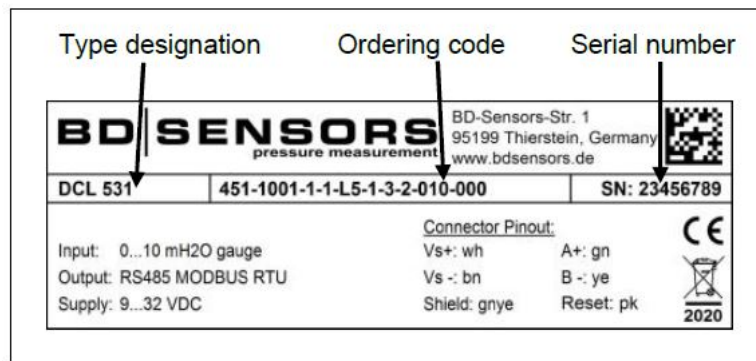 Type designation Ordering code Serial number
BD SENSORS
pressure measurement
BD-Sensors-Str. 1
95199 Thierstein, Germany
www.bdsensors.de
DCL 531 451-1001-1-1-L5-1-3-2-010-000 SN: 23456789
Connector Pinout:
Input: 0...10 mH2O gauge Vs+: wh A+: gn
Output: RS485 MODBUS RTU Vs -: bn B -: ye
Supply: 9...32 VDC Shield: gnye Reset: pk
CE
2020